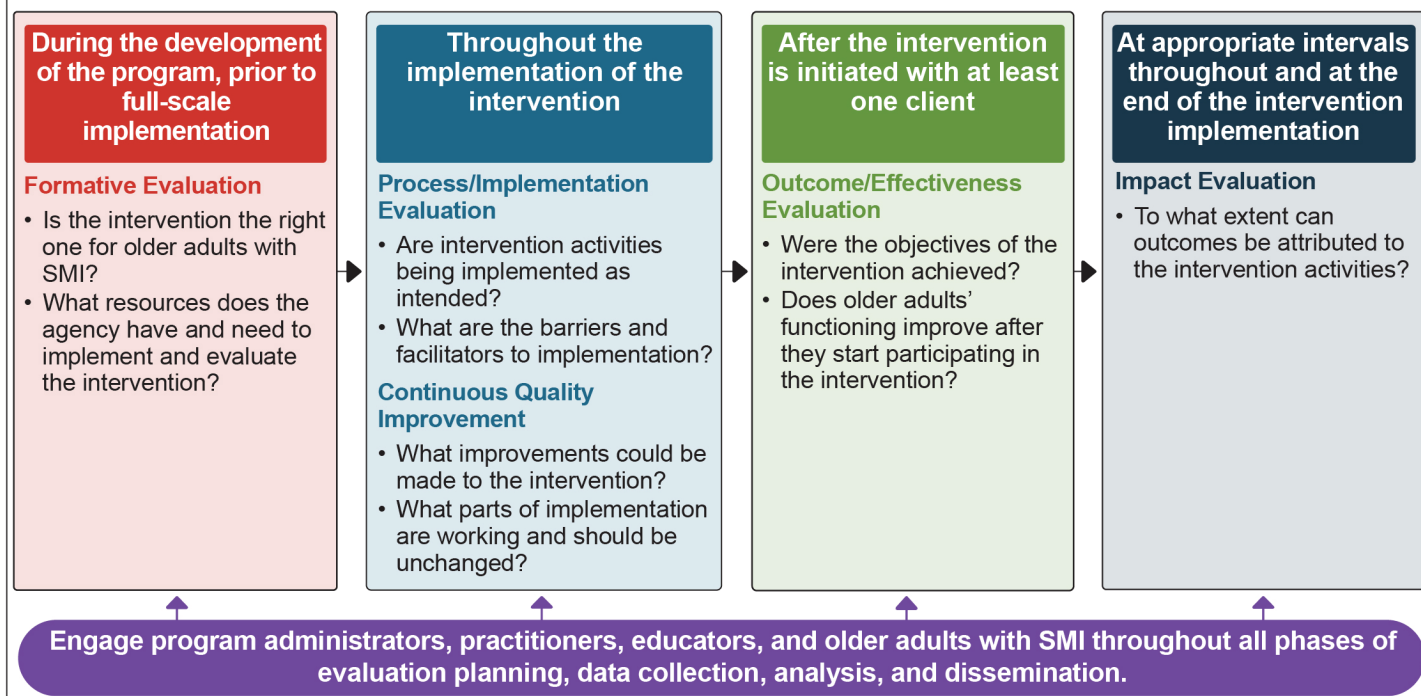 During the development
of the program, prior to
full-scale
implementation
Formative Evaluation
• Is the intervention the right
one for older adults with
SMI?
• What resources does the
agency have and need to
implement and evaluate
the intervention?
Throughout the
implementation of the
intervention
Process/Implementation
Evaluation
• Are intervention activities
being implemented as
intended?
• What are the barriers and
facilitators to implementation?
Continuous Quality
Improvement
• What improvements could be
made to the intervention?
• What parts of implementation
are working and should be
unchanged?
After the intervention
is initiated with at least
one client
Outcome/Effectiveness
Evaluation
• Were the objectives of the
intervention achieved?
• Does older adults’
functioning improve after
they start participating in
the intervention?
At appropriate intervals
throughout and at the
end of the intervention
implementation
Impact Evaluation
• To what extent can
outcomes be attributed to
the intervention activities?
Engage program administrators, practitioners, educators, and older adults with SMI throughout all phases of
evaluation planning, data collection, analysis, and dissemination.